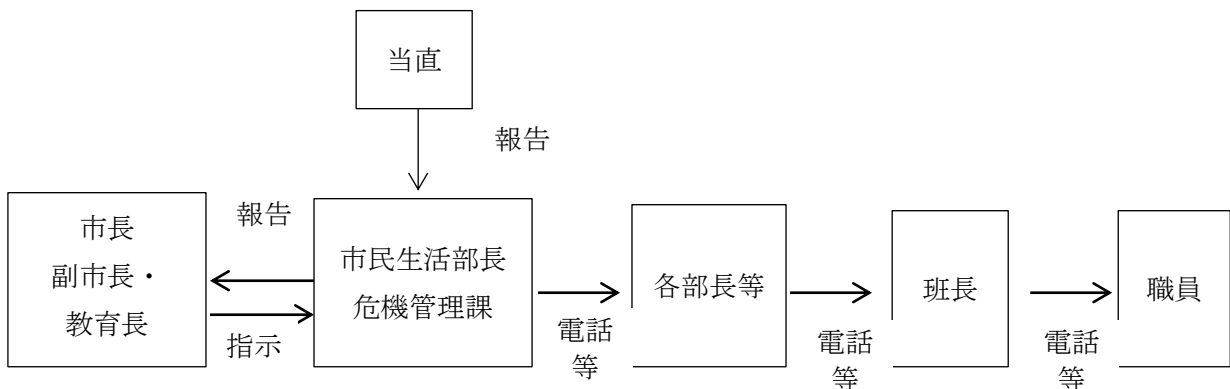 当直
報告
市長
副市長・
教育長
報告
指示
市民生活部長
危機管理課
電話
等
各部長等
電話
等
班長
電話
等
職員